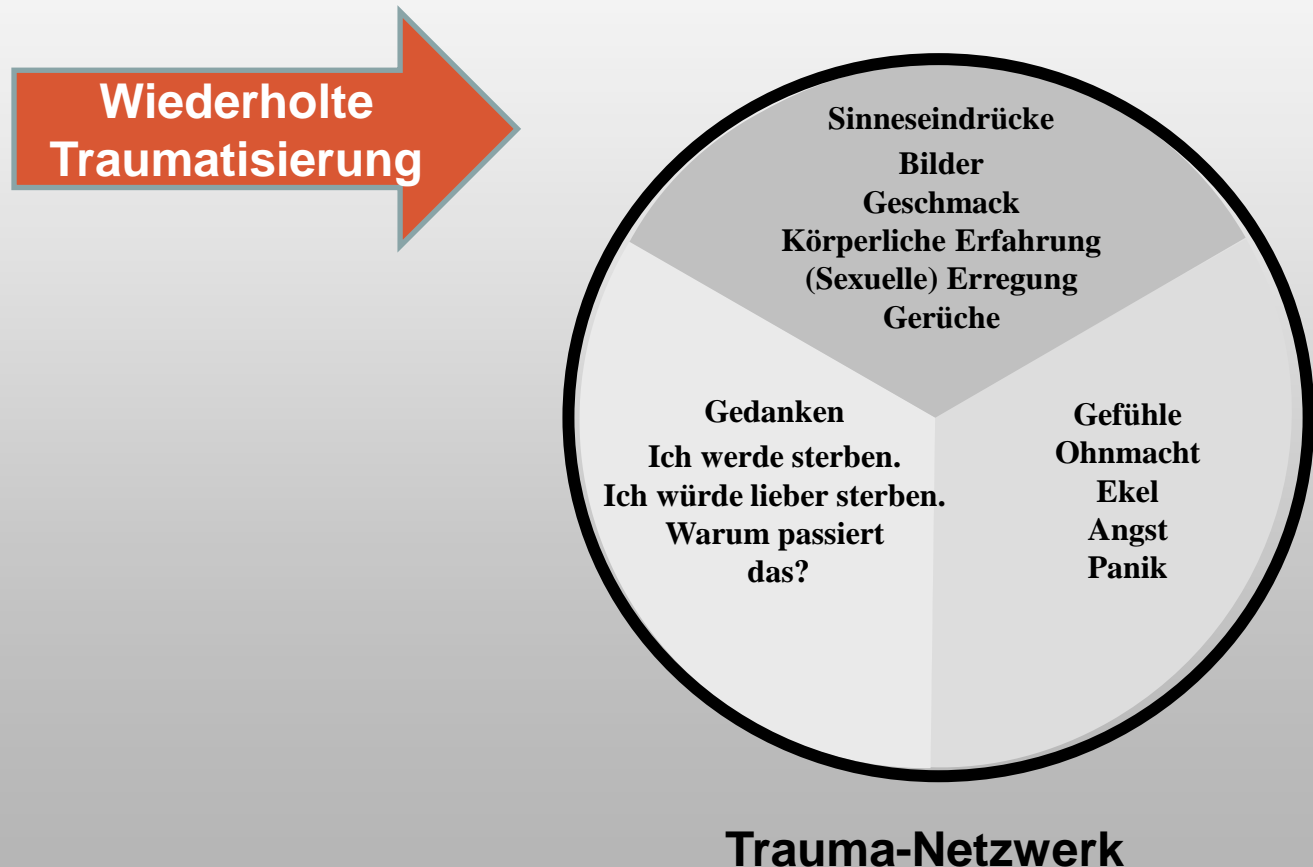 Wiederholte
Traumatisierung
Sinneseindrücke
Bilder
Geschmack
Körperliche Erfahrung
(Sexuelle) Erregung
Gerüche
Gedanken
Ich werde sterben.
Ich würde lieber sterben.
Warum passiert
das?
Gefühle
Ohnmacht
Ekel
Angst
Panik
Trauma-Netzwerk